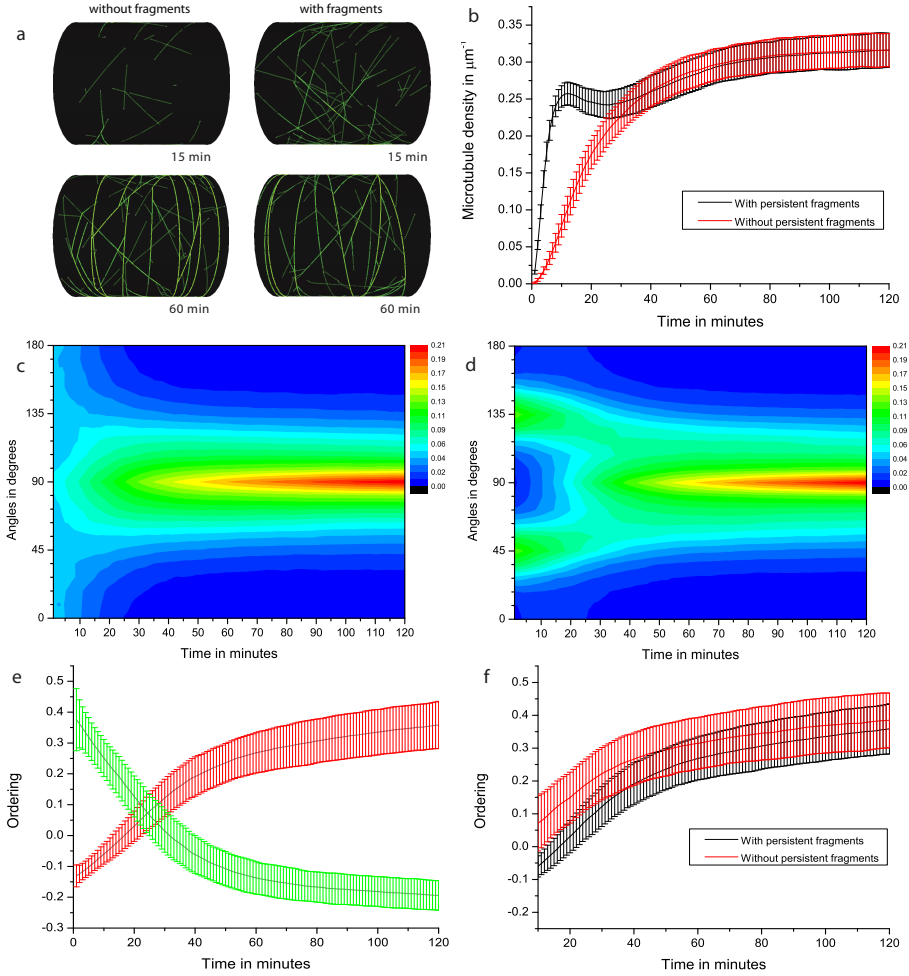 without fragments
with fragments
a
15 min
15 min
60 min
60 min
b
Microtubule density in μm⁻¹
0.35
0.30
0.25
0.20
0.15
0.10
0.05
0.00
With persistent fragments
Without persistent fragments
0 20 40 60 80 100 120
Time in minutes
c
Angles in degrees
180
135
90
45
0
10 20 30 40 50 60 70 80 90 100 110 120
Time in minutes
0.21
0.19
0.17
0.15
0.13
0.11
0.09
0.08
0.06
0.04
0.02
0.00
d
Angles in degrees
180
135
90
45
0
10 20 30 40 50 60 70 80 90 100 110 120
Time in minutes
0.21
0.19
0.17
0.15
0.13
0.11
0.09
0.08
0.06
0.04
0.02
0.00
e
Ordering
0.5
0.4
0.3
0.2
0.1
0.0
-0.1
-0.2
-0.3
0 20 40 60 80 100 120
Time in minutes
f
Ordering
0.5
0.4
0.3
0.2
0.1
0.0
-0.1
-0.2
With persistent fragments
Without persistent fragments
20 40 60 80 100 120
Time in minutes